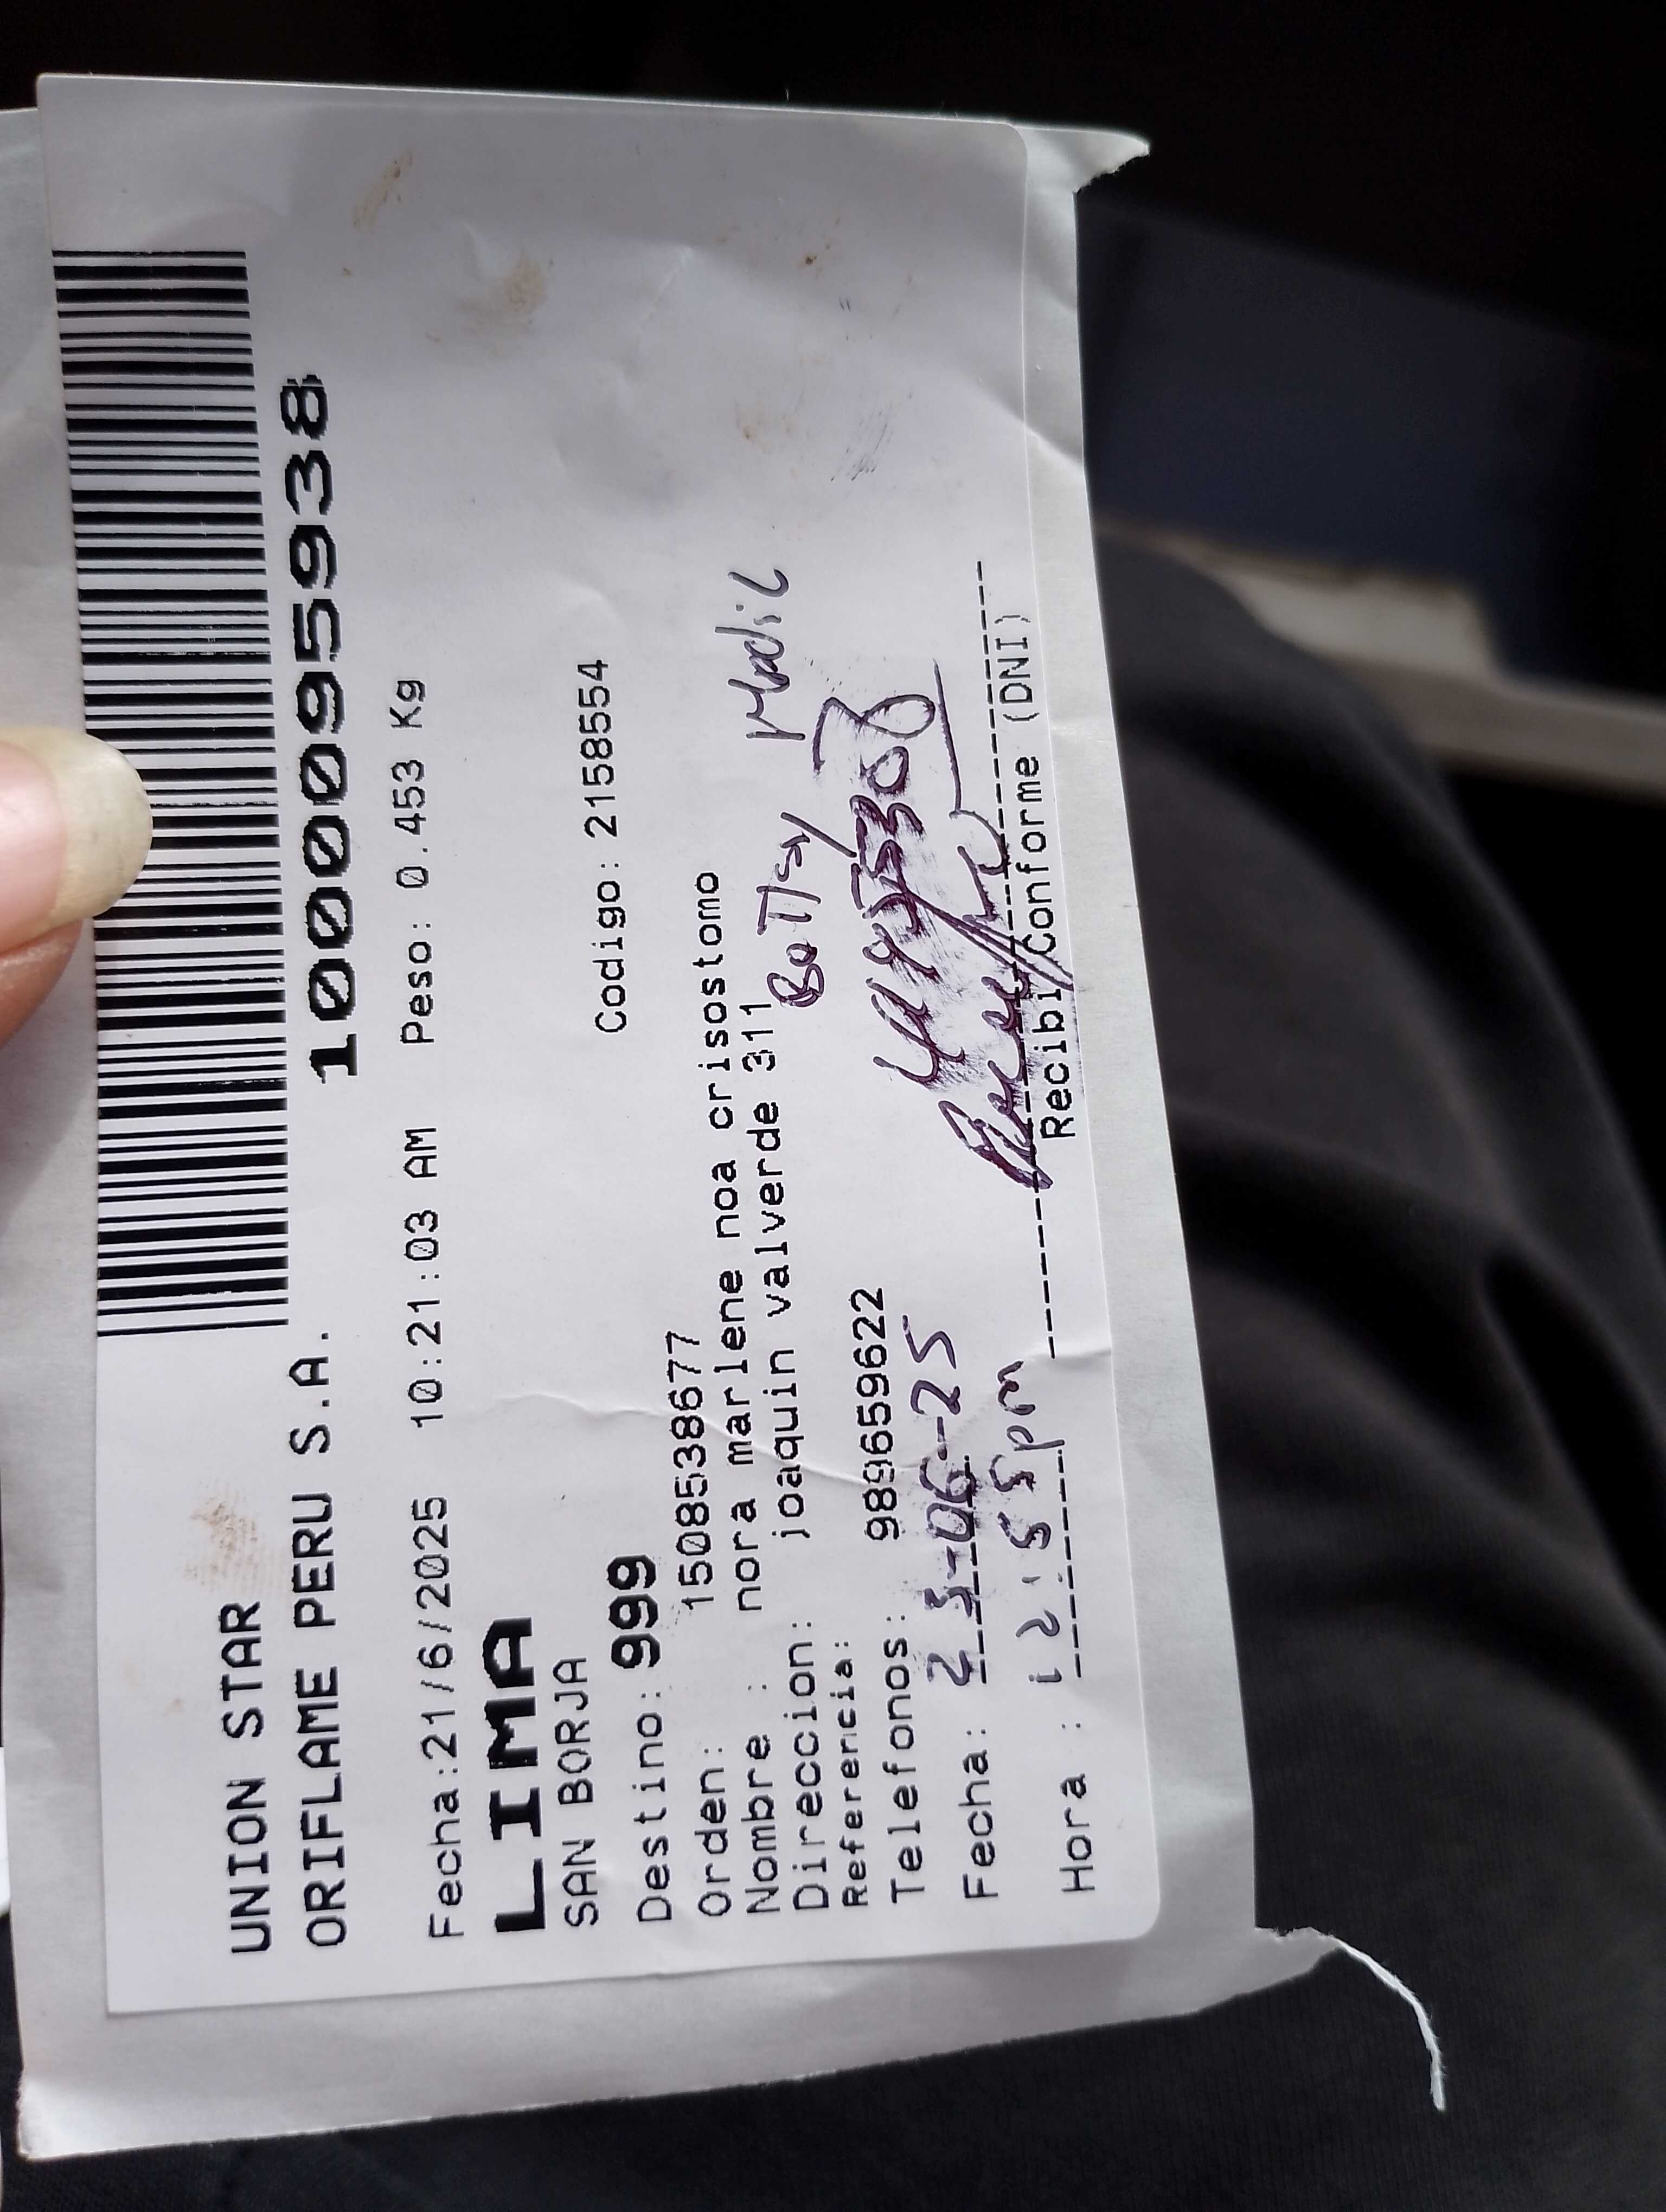 UNION STAR
ORIFLAME PERU S.A.
1000095938
Fecha:21/6/2025 10:21:03 AM Peso: 0.453 Kg
LIMA
SAN BORJA
Destino: 999 Codigo: 2158554
Orden: 1508538677
Nombre : nora marlene noa crisostomo
Direccion: joaquin valverde 311
Referencia:
Telefonos: 989659622
Fecha: 23-06-25
Hora : 12:55pm
Recibi Conforme (DNI)